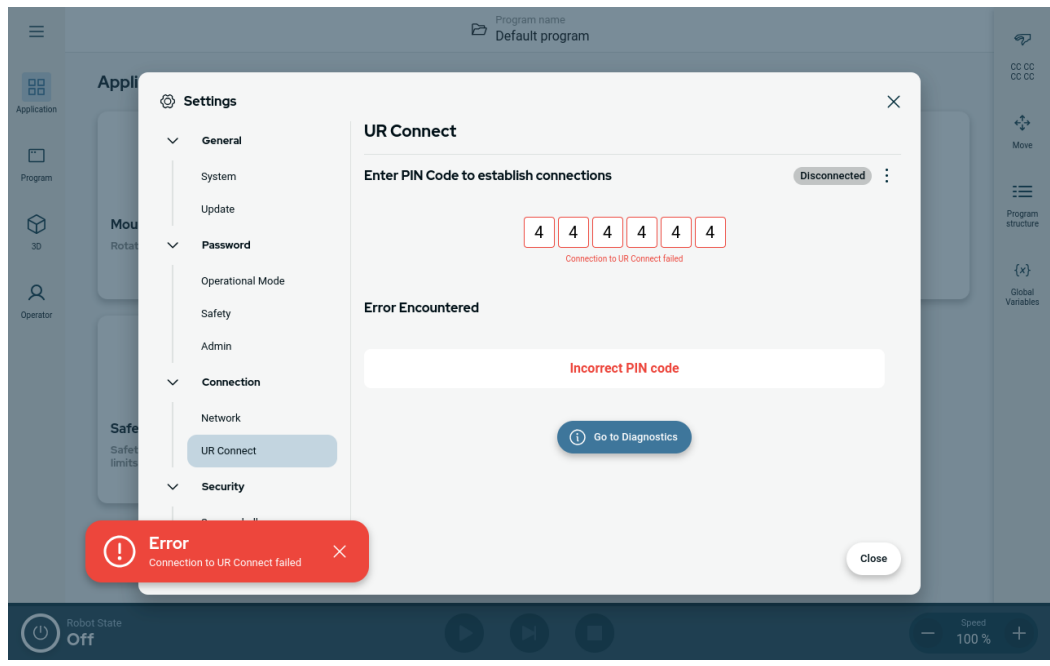 Program name
Default program
Appli
Application
Program
3D
Operator
Mou
Rotat
Safe
Safet
limits
Settings
General
System
Update
Password
Operational Mode
Safety
Admin
Connection
Network
UR Connect
Security
UR Connect
Enter PIN Code to establish connections
Disconnected
4 4 4 4 4 4
Connection to UR Connect failed
Error Encountered
Incorrect PIN code
Go to Diagnostics
Close
Error
Connection to UR Connect failed
CC CC
CC CC
Move
Program
structure
{x}
Global
Variables
Robot State
Off
Speed
100 %